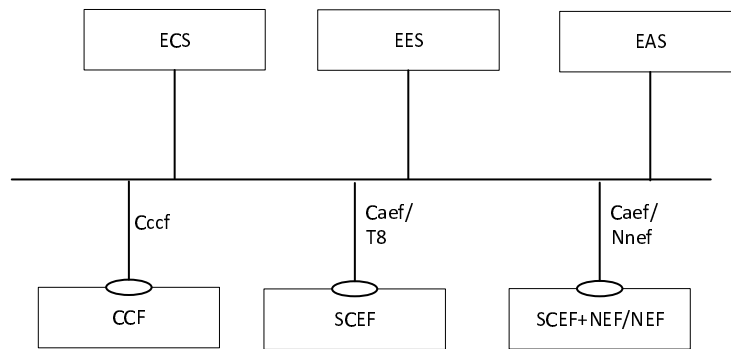 ECS
EES
EAS
Cccf
Caef/
T8
Caef/
Nnef
CCF
SCEF
SCEF+NEF/NEF